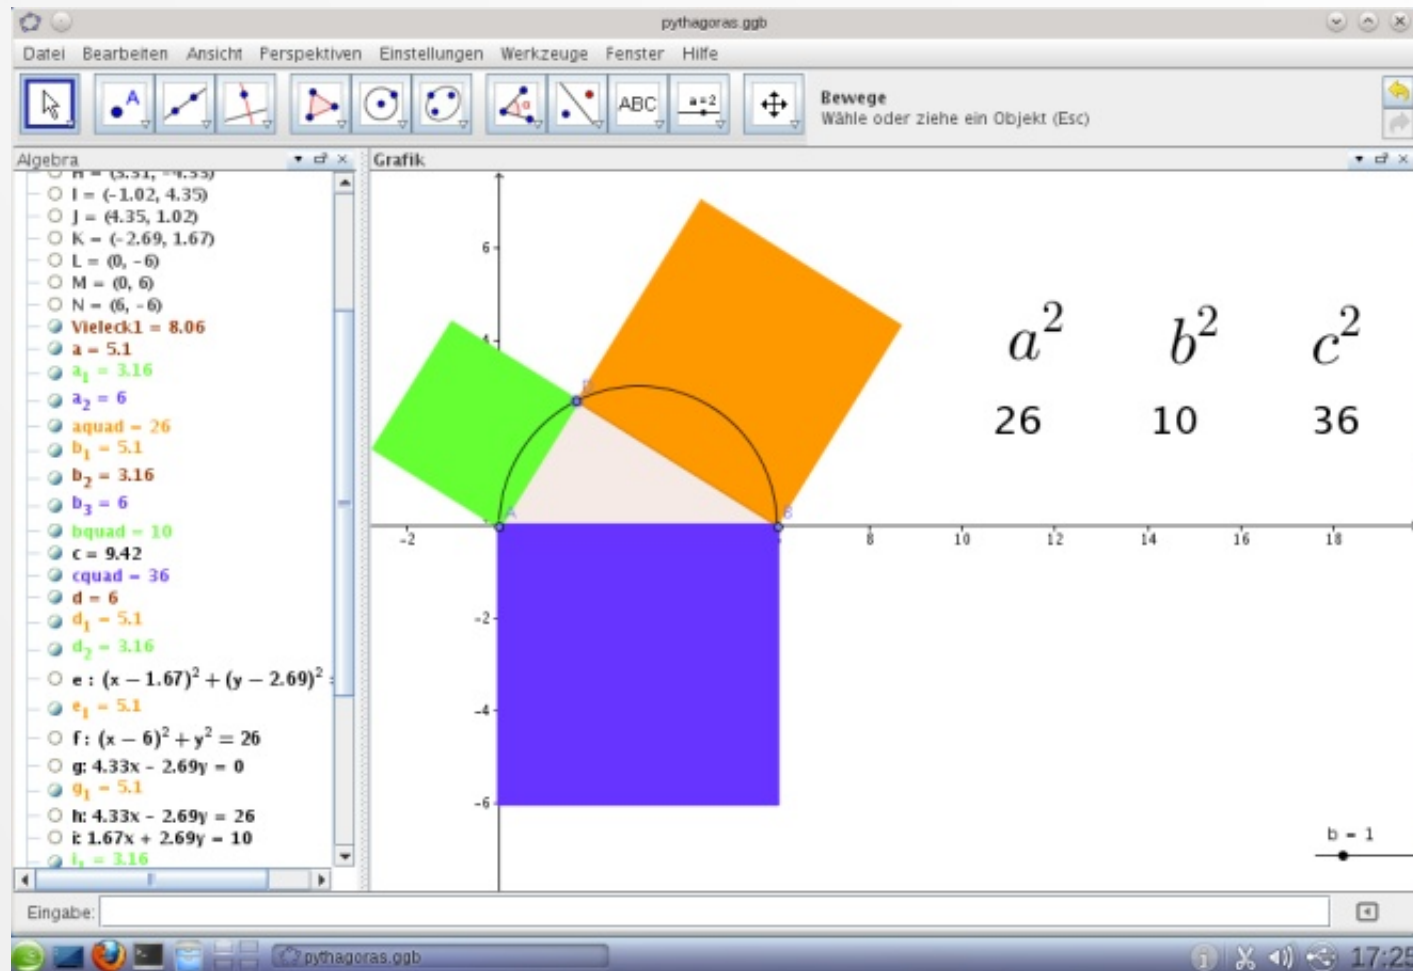 pythagoras.ggb
Datei Bearbeiten Ansicht Perspektiven Einstellungen Werkzeuge Fenster Hilfe
A
α
ABC
a = 2
Bewege
Wähle oder ziehe ein Objekt (Esc)
Algebra
Grafik
I = (-1.02, 4.35)
J = (4.35, 1.02)
K = (-2.69, 1.67)
L = (0, -6)
M = (0, 6)
N = (6, -6)
Vieleck1 = 8.06
a = 5.1
a₁ = 3.16
a₂ = 6
aquad = 26
b₁ = 5.1
b₂ = 3.16
b₃ = 6
bquad = 10
c = 9.42
cquad = 36
d = 6
d₁ = 5.1
d₂ = 3.16
e : (x − 1.67)² + (y − 2.69)²
e₁ = 5.1
f: (x − 6)² + y² = 26
g: 4.33x − 2.69y = 0
g₁ = 5.1
h: 4.33x − 2.69y = 26
i: 1.67x + 2.69y = 10
i₁ = 3.16
6
4
A
B
-2 8 10 12 14 16 18
-2
-4
-6
a² b² c²
26 10 36
b = 1
Eingabe:
pythagoras.ggb
17:25